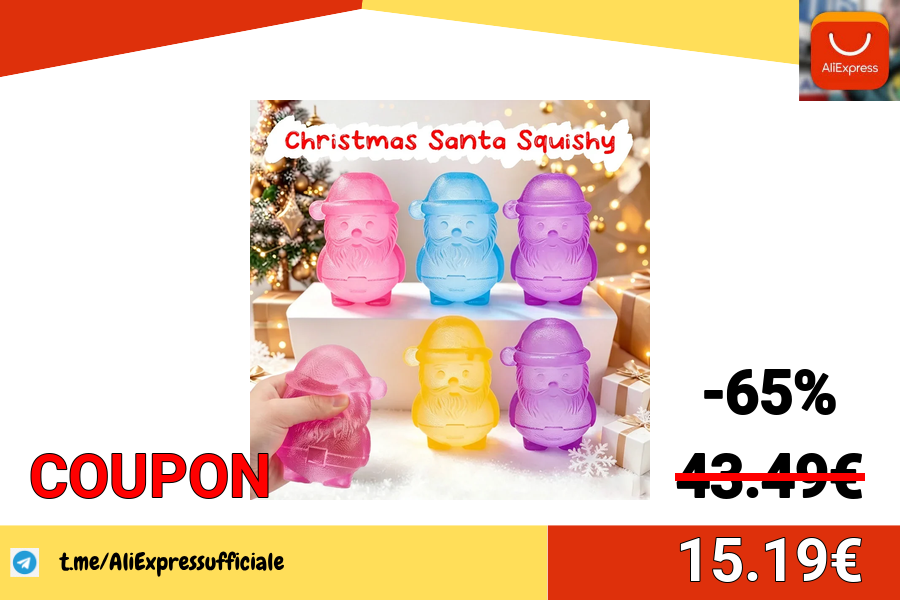 AliExpress
Christmas Santa Squishy
-65%
COUPON
43.49€
t.me/AliExpressufficiale
15.19€